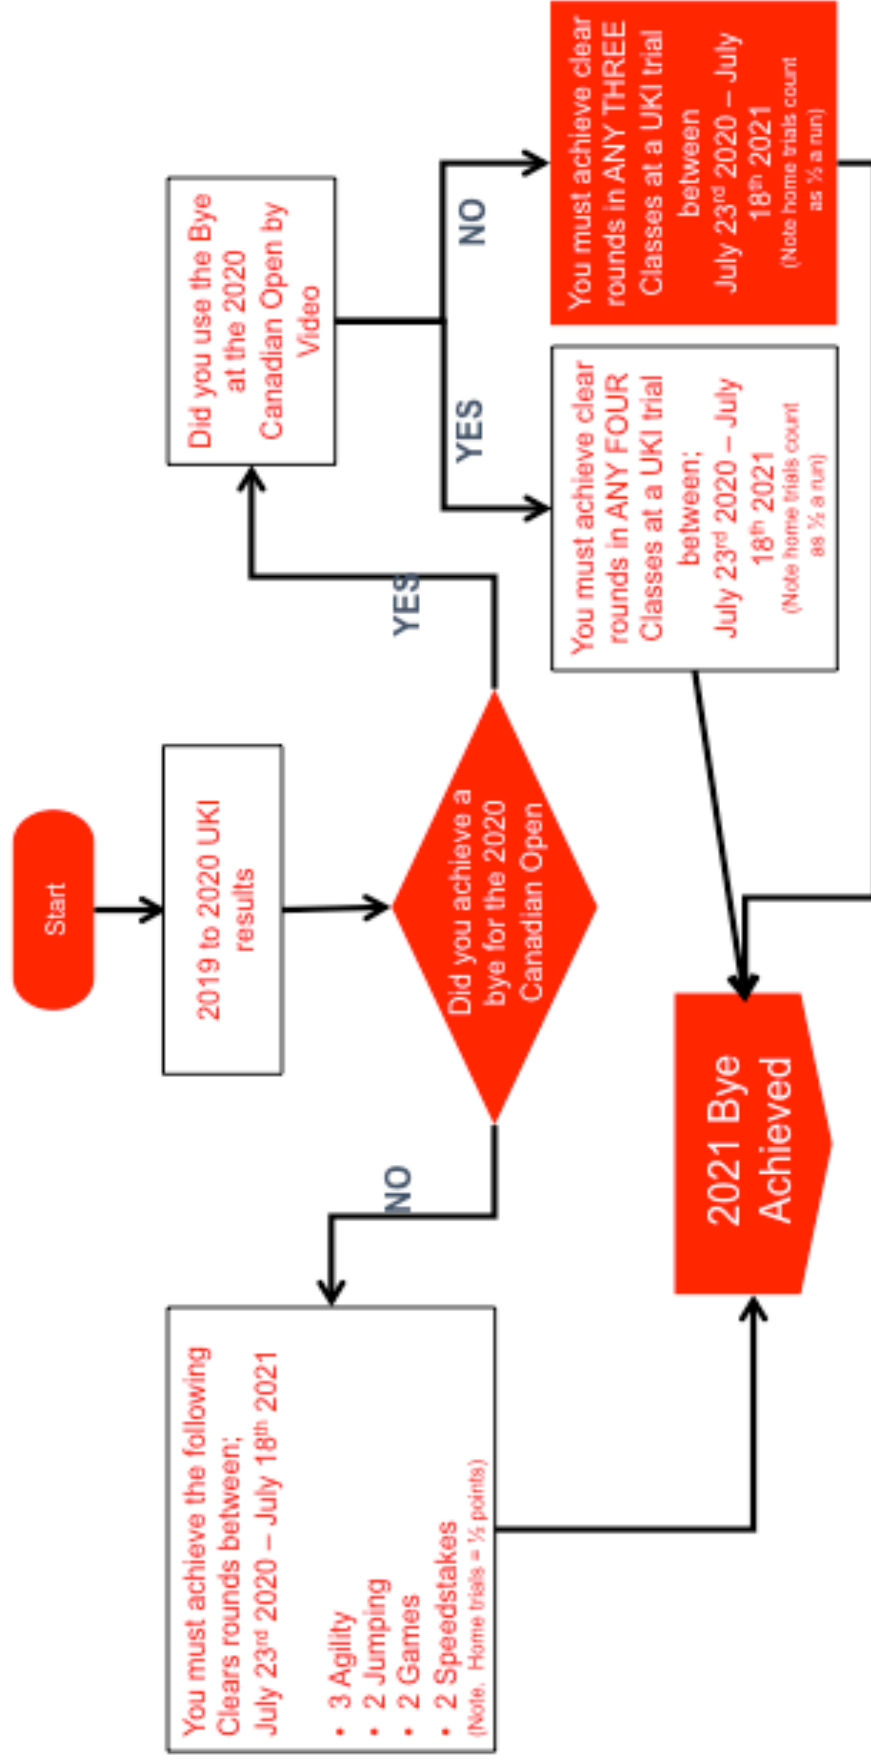 Start
2019 to 2020 UKI
results
Did you achieve a
bye for the 2020
Canadian Open
NO
YES
You must achieve the following
Clears rounds between;
July 23rd 2020 – July 18th 2021
• 3 Agility
• 2 Jumping
• 2 Games
• 2 Speedstakes
(Note. Home trials = ½ points)
Did you use the Bye
at the 2020
Canadian Open by
Video
YES
NO
You must achieve clear
rounds in ANY FOUR
Classes at a UKI trial
between;
July 23rd 2020 – July
18th 2021
(Note home trials count
as ½ a run)
You must achieve clear
rounds in ANY THREE
Classes at a UKI trial
between
July 23rd 2020 – July
18th 2021
(Note home trials count
as ½ a run)
2021 Bye
Achieved